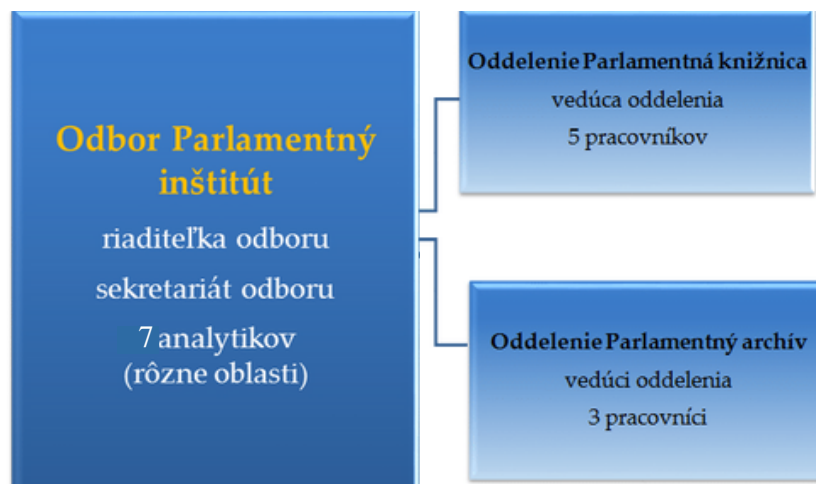 Odbor Parlamentný
inštitút
riaditeľka odboru
sekretariát odboru
7 analytikov
(rôzne oblasti)
Oddelenie Parlamentná knižnica
vedúca oddelenia
5 pracovníkov
Oddelenie Parlamentný archív
vedúci oddelenia
3 pracovníci